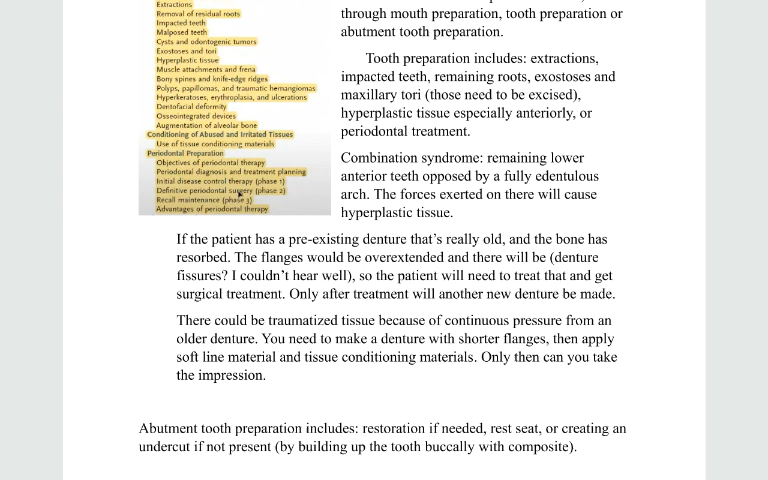 Extractions
Removal of residual roots
Impacted teeth
Malposed teeth
Cysts and odontogenic tumors
Exostoses and tori
Hyperplastic tissue
Muscle attachments and frena
Bony spines and knife-edge ridges
Polyps, papillomas, and traumatic hemangiomas
Hyperkeratoses, erythroplasia, and ulcerations
Dentofacial deformity
Osseointegrated devices
Augmentation of alveolar bone
Conditioning of Abused and Irritated Tissues
Use of tissue conditioning materials
Periodontal Preparation
Objectives of periodontal therapy
Periodontal diagnosis and treatment planning
Initial disease control therapy (phase 1)
Definitive periodontal surgery (phase 2)
Recall maintenance (phase 3)
Advantages of periodontal therapy
through mouth preparation, tooth preparation or
abutment tooth preparation.
Tooth preparation includes: extractions,
impacted teeth, remaining roots, exostoses and
maxillary tori (those need to be excised),
hyperplastic tissue especially anteriorly, or
periodontal treatment.
Combination syndrome: remaining lower
anterior teeth opposed by a fully edentulous
arch. The forces exerted on there will cause
hyperplastic tissue.
If the patient has a pre-existing denture that’s really old, and the bone has
resorbed. The flanges would be overextended and there will be (denture
fissures? I couldn’t hear well), so the patient will need to treat that and get
surgical treatment. Only after treatment will another new denture be made.
There could be traumatized tissue because of continuous pressure from an
older denture. You need to make a denture with shorter flanges, then apply
soft line material and tissue conditioning materials. Only then can you take
the impression.
Abutment tooth preparation includes: restoration if needed, rest seat, or creating an
undercut if not present (by building up the tooth buccally with composite).